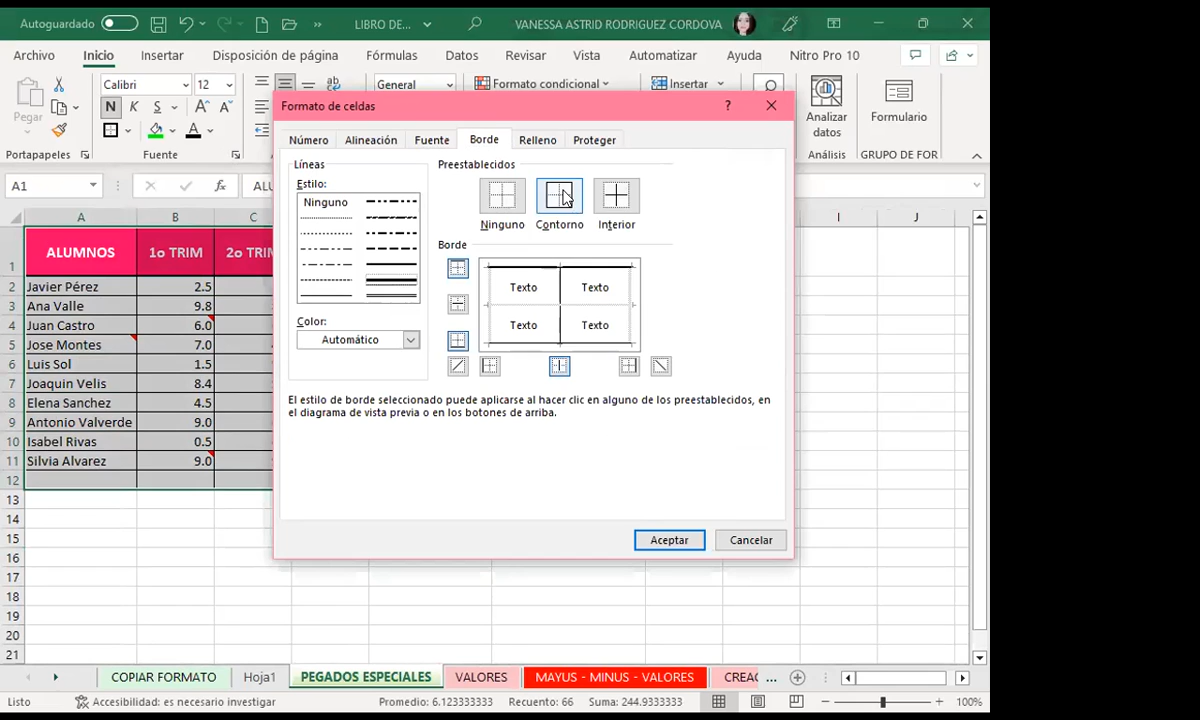 Autoguardado
LIBRO DE...
VANESSA ASTRID RODRIGUEZ CORDOVA
Archivo Inicio Insertar Disposición de página Fórmulas Datos Revisar Vista Automatizar Ayuda Nitro Pro 10
Pegar
Calibri 12
N K S A A
ab
General
Formato condicional
Insertar
Analizar datos
Formulario
Portapapeles Fuente Análisis GRUPO DE FOR
A1 fx ALU
Formato de celdas ?
Número Alineación Fuente Borde Relleno Proteger
Líneas
Estilo:
Ninguno
Color:
Automático
Preestablecidos
Ninguno Contorno Interior
Borde
Texto Texto
Texto Texto
El estilo de borde seleccionado puede aplicarse al hacer clic en alguno de los preestablecidos, en
el diagrama de vista previa o en los botones de arriba.
Aceptar Cancelar
A B C I J
1 ALUMNOS 1o TRIM 2o TRIM
2 Javier Pérez 2.5
3 Ana Valle 9.8
4 Juan Castro 6.0
5 Jose Montes 7.0
6 Luis Sol 1.5
7 Joaquin Velis 8.4
8 Elena Sanchez 4.5
9 Antonio Valverde 9.0
10 Isabel Rivas 0.5
11 Silvia Alvarez 9.0
12
13
14
15
16
17
18
19
20
21
COPIAR FORMATO Hoja1 PEGADOS ESPECIALES VALORES MAYUS - MINUS - VALORES CREAC ...
Listo Accesibilidad: es necesario investigar Promedio: 6.123333333 Recuento: 66 Suma: 244.9333333 100%